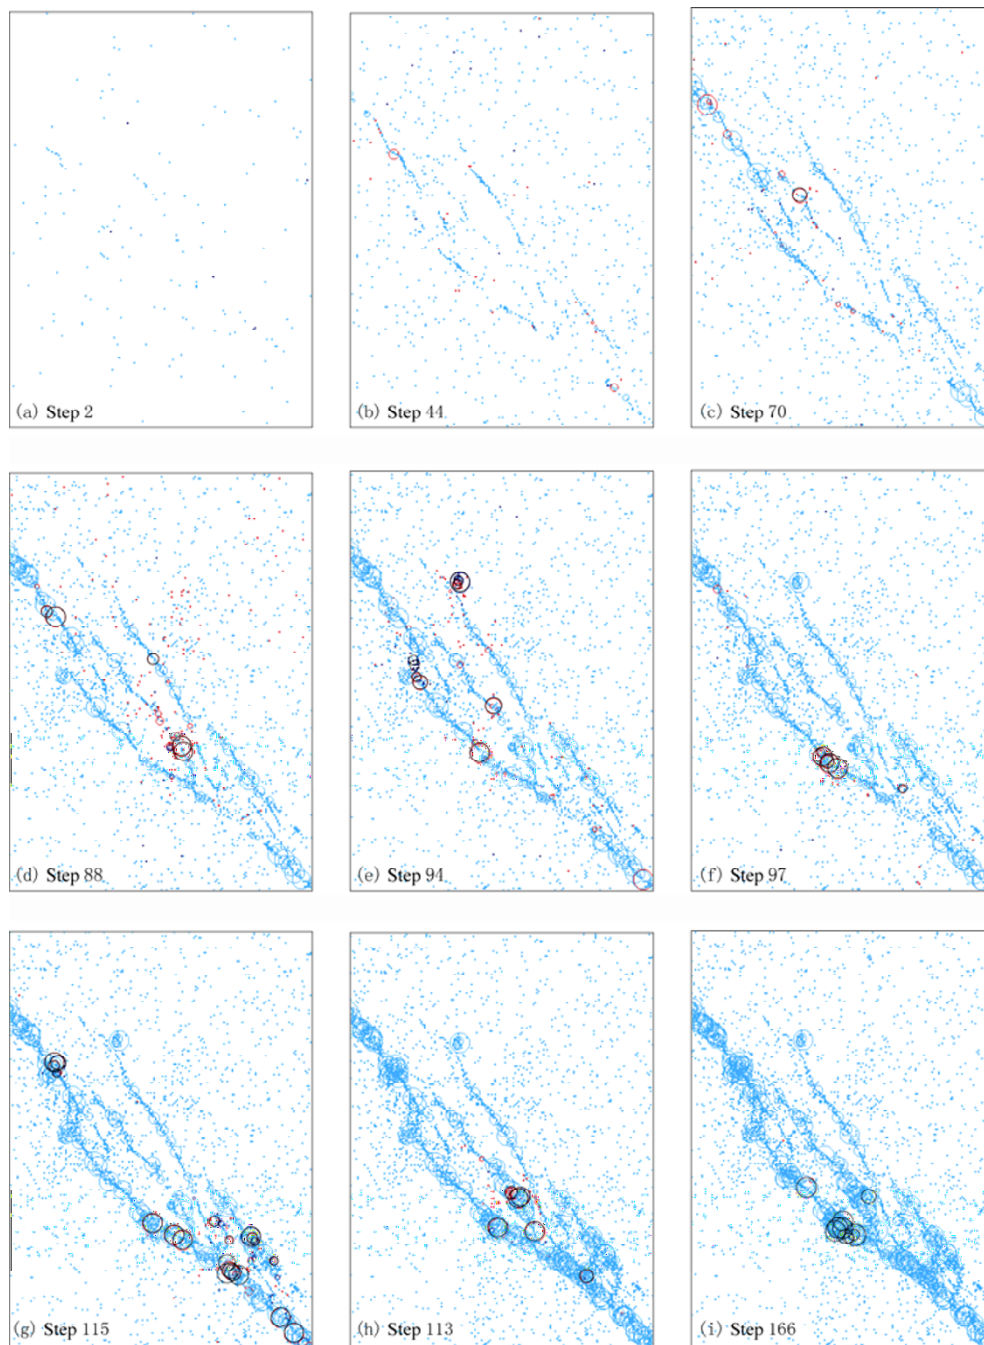 (a) Step 2
(b) Step 44
(c) Step 70
(d) Step 88
(e) Step 94
(f) Step 97
(g) Step 115
(h) Step 113
(i) Step 166